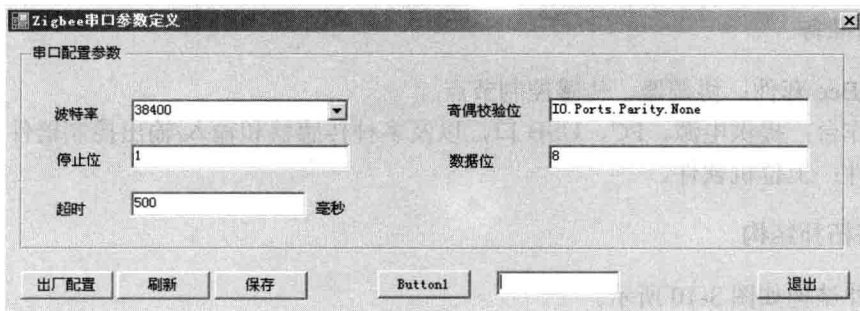 Zigbee串口参数定义
串口配置参数
波特率 38400 奇偶校验位 IO.Ports.Parity.None
停止位 1 数据位 8
超时 500 毫秒
出厂配置 刷新 保存 Button1 退出